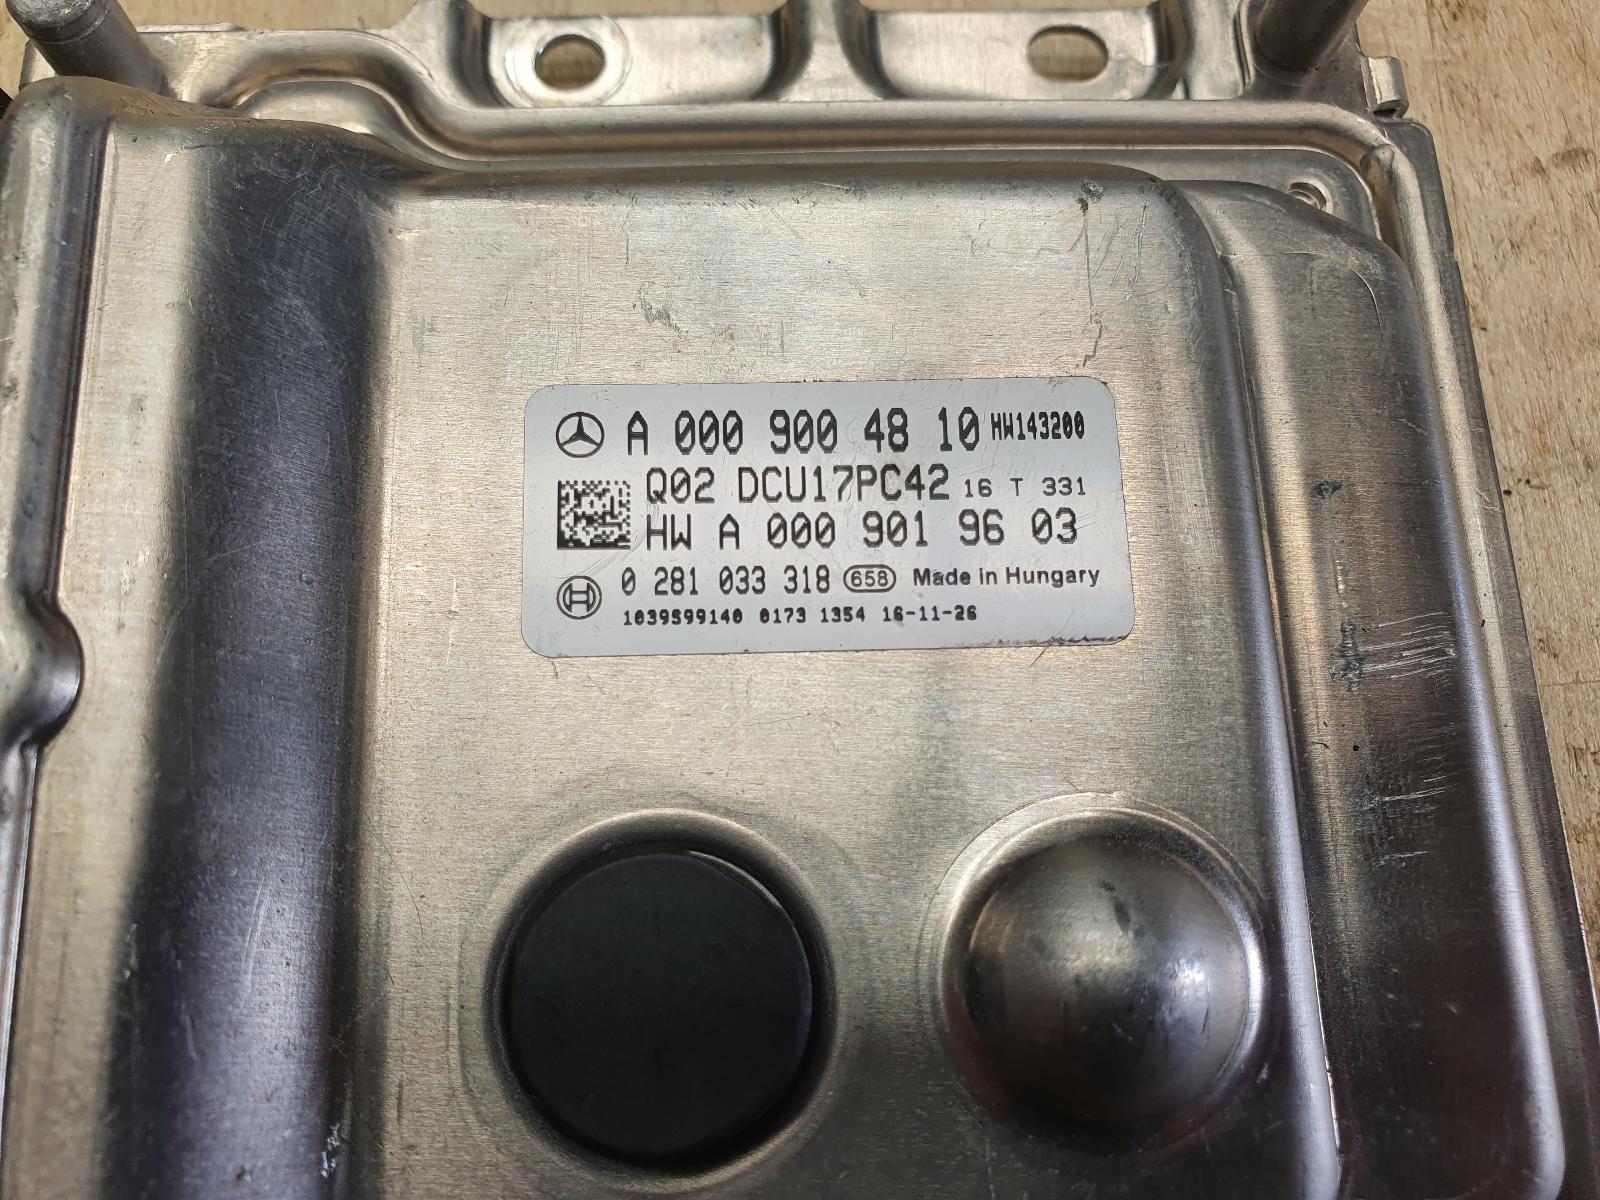 A 000 900 48 10 HW143200
Q02 DCU17PC42 16 T 331
HW A 000 901 96 03
0 281 033 318 658 Made in Hungary
1039S99140 0173 1354 16-11-26